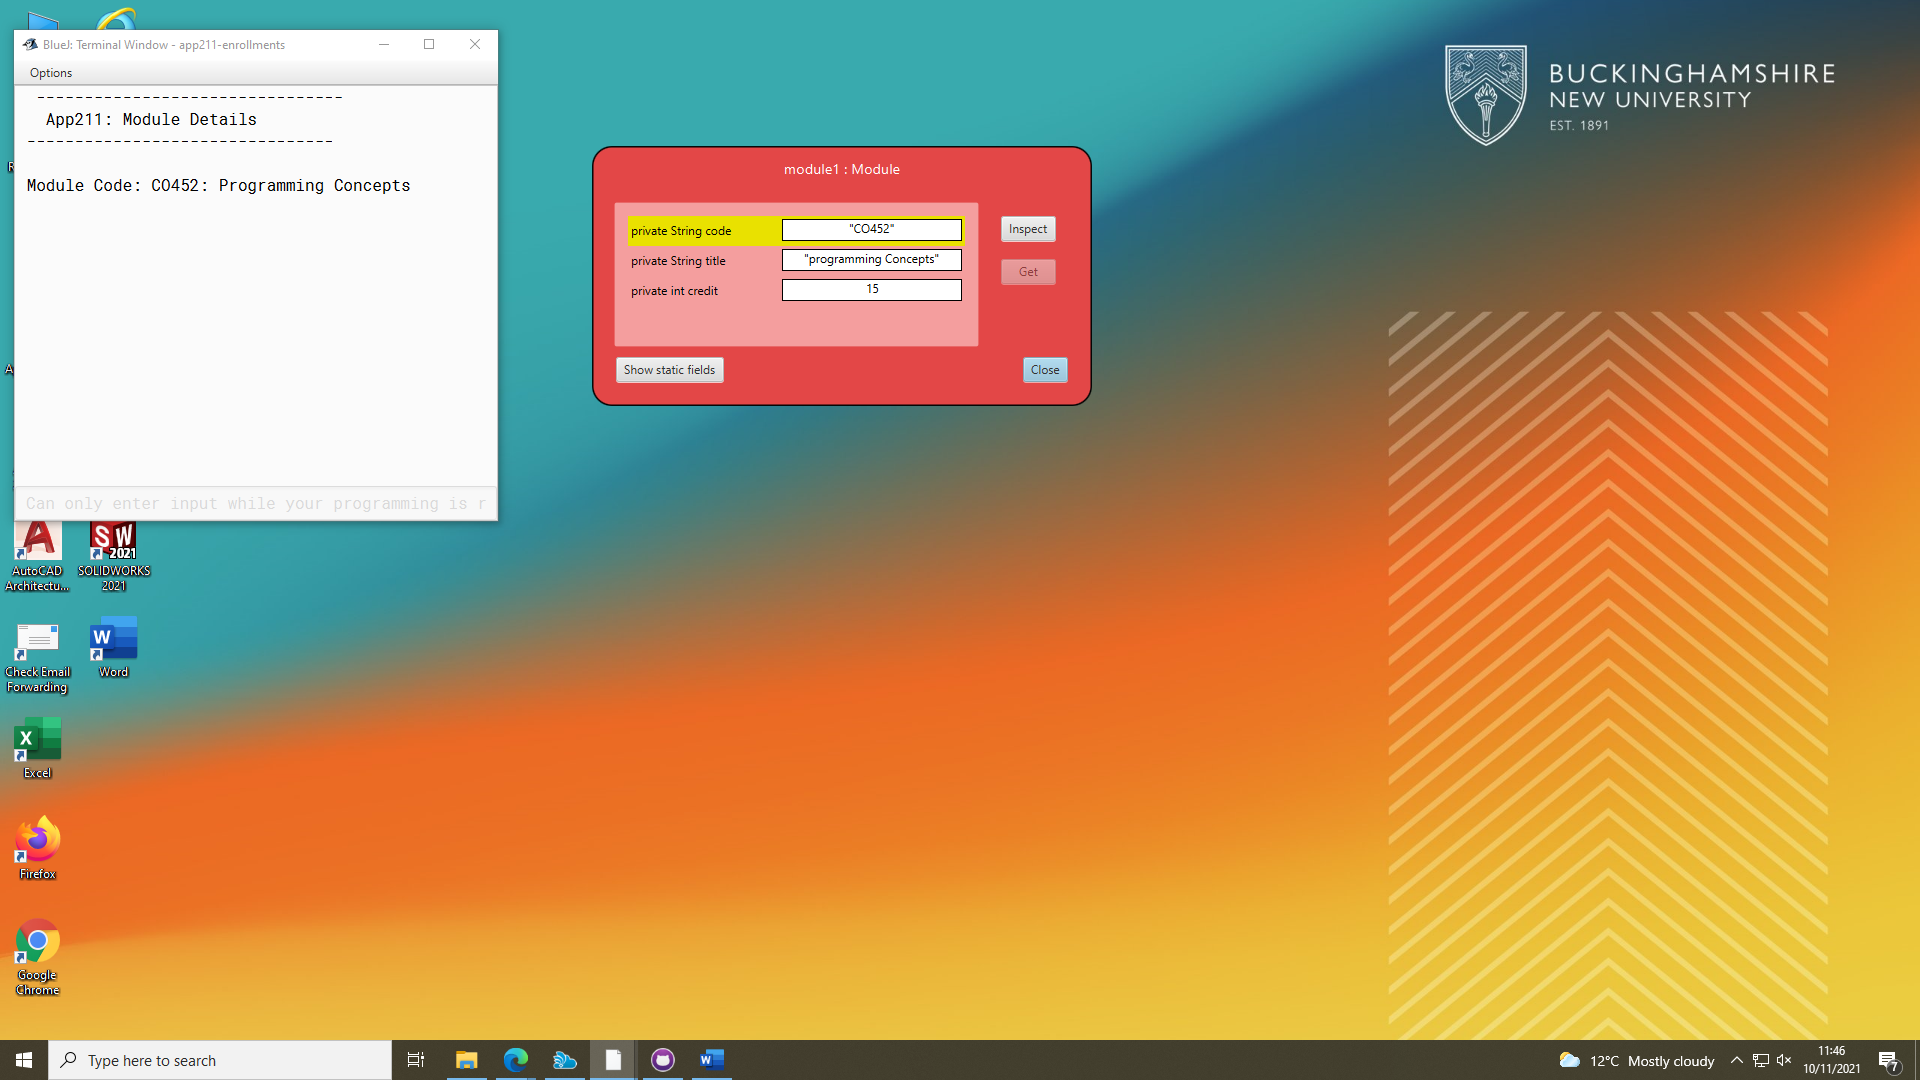 BlueJ: Terminal Window - app211-enrollments
Options
--------------------------------
App211: Module Details
--------------------------------
Module Code: CO452: Programming Concepts
Can only enter input while your programming is r
module1 : Module
private String code
"CO452"
private String title
"programming Concepts"
private int credit
15
Inspect
Get
Show static fields
Close
BUCKINGHAMSHIRE
NEW UNIVERSITY
EST. 1891
AutoCAD
Architectu...
SW
2021
SOLIDWORKS
2021
Check Email
Forwarding
W
Word
X
Excel
Firefox
Google
Chrome
Type here to search
W
12°C Mostly cloudy
11:46
10/11/2021
7